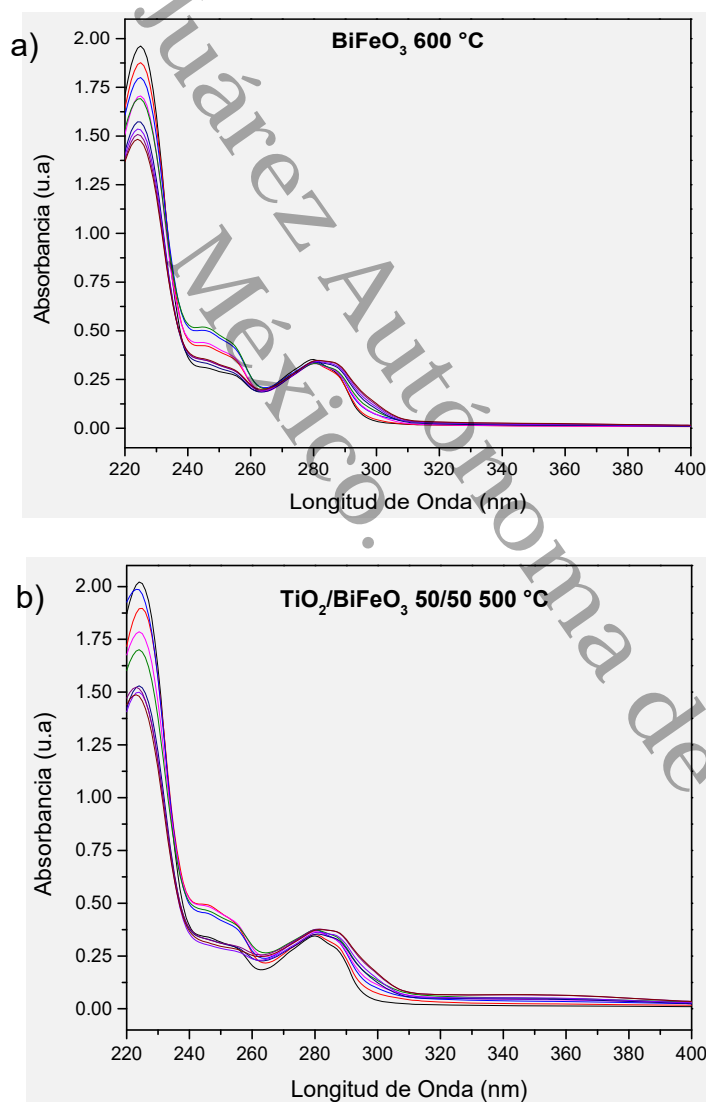 a)
BiFeO₃ 600 °C
2.00
1.75
1.50
1.25
1.00
0.75
0.50
0.25
0.00
Absorbancia (u.a)
220 240 260 280 300 320 340 360 380 400
Longitud de Onda (nm)
b)
TiO₂/BiFeO₃ 50/50 500 °C
2.00
1.75
1.50
1.25
1.00
0.75
0.50
0.25
0.00
Absorbancia (u.a)
220 240 260 280 300 320 340 360 380 400
Longitud de Onda (nm)
Juárez Autónoma de
México.